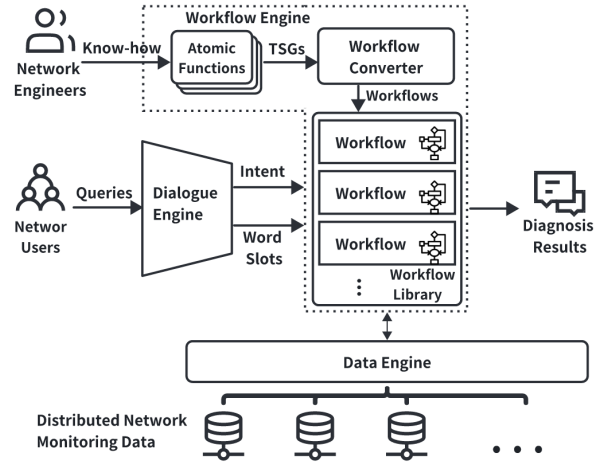 Workflow Engine
Know-how
Network
Engineers
Atomic
Functions
TSGs
Workflow
Converter
Workflows
Workflow
Workflow
Workflow
Workflow
Library
Queries
Networ
Users
Dialogue
Engine
Intent
Word
Slots
Diagnosis
Results
Data Engine
Distributed Network
Monitoring Data